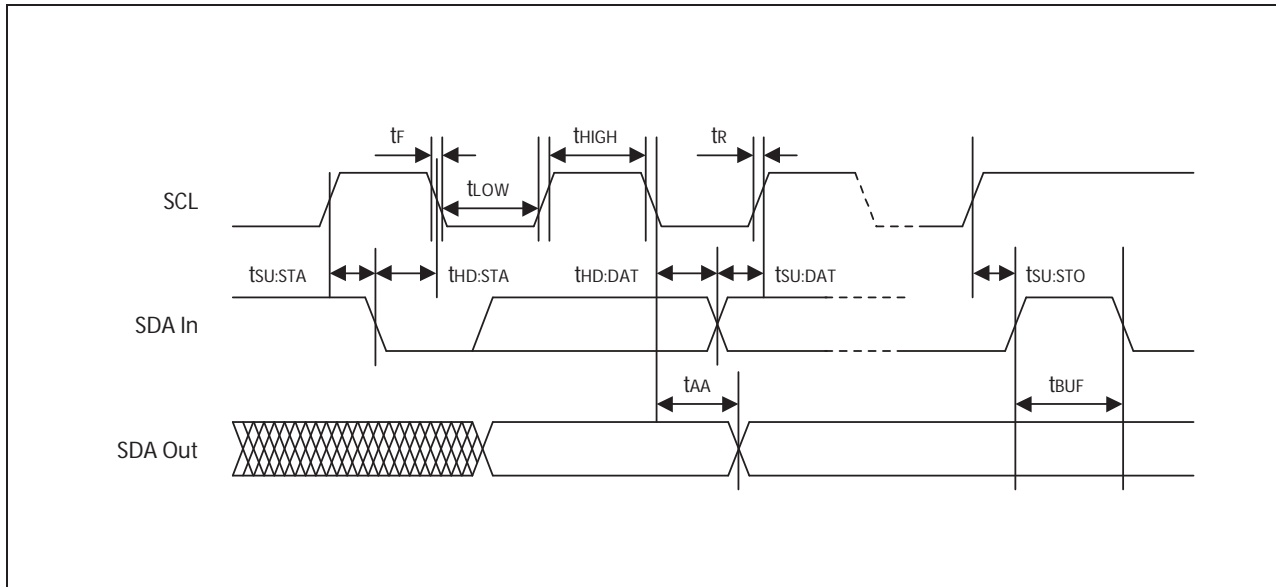 tF
tHIGH
tR
tLOW
SCL
tSU:STA
tHD:STA
tHD:DAT
tSU:DAT
tSU:STO
SDA In
tAA
tBUF
SDA Out